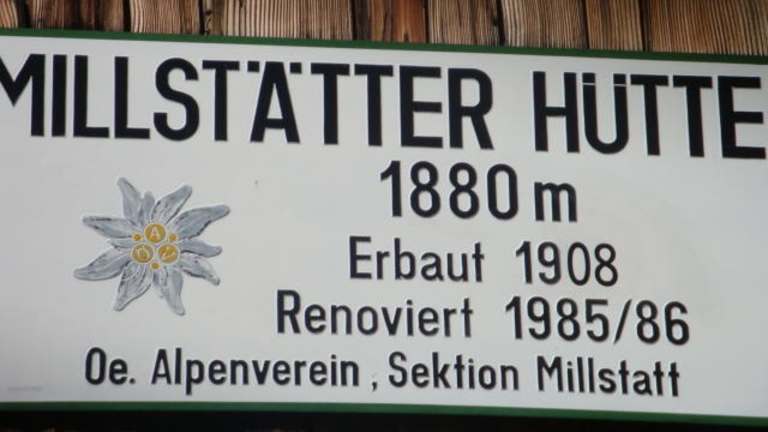 MILLSTÄTTER HÜTTE
1880 m
Erbaut 1908
Renoviert 1985/86
Oe. Alpenverein, Sektion Millstatt